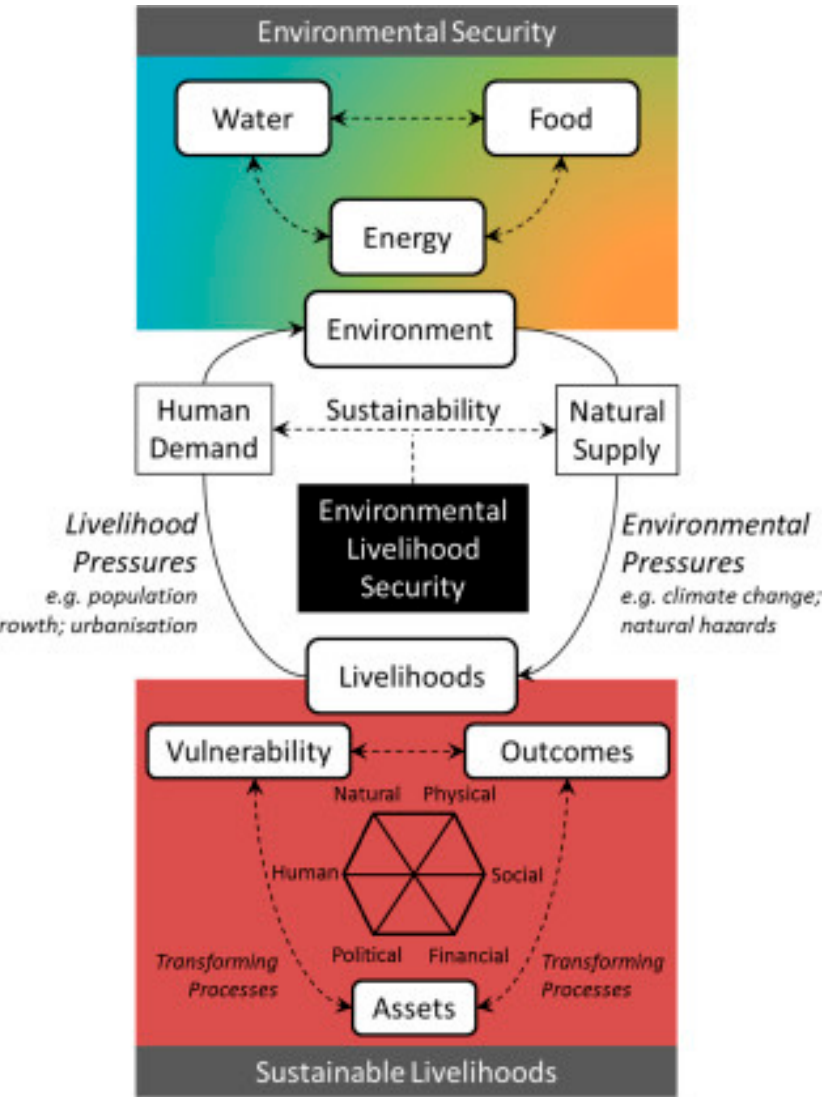 Environmental Security
Water
Food
Energy
Environment
Human
Demand
Sustainability
Natural
Supply
Environmental
Livelihood
Security
Livelihood
Pressures
e.g. population
rowth; urbanisation
Environmental
Pressures
e.g. climate change;
natural hazards
Livelihoods
Vulnerability
Outcomes
Natural
Physical
Human
Social
Political
Financial
Transforming
Processes
Transforming
Processes
Assets
Sustainable Livelihoods